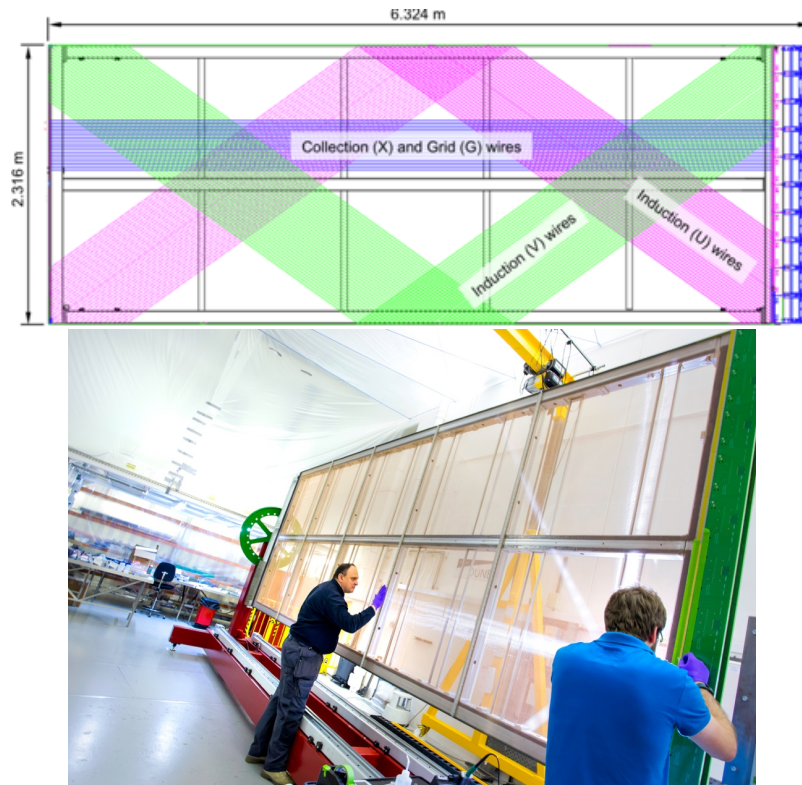 6.324 m
2.316 m
Collection (X) and Grid (G) wires
Induction (V) wires
Induction (U) wires